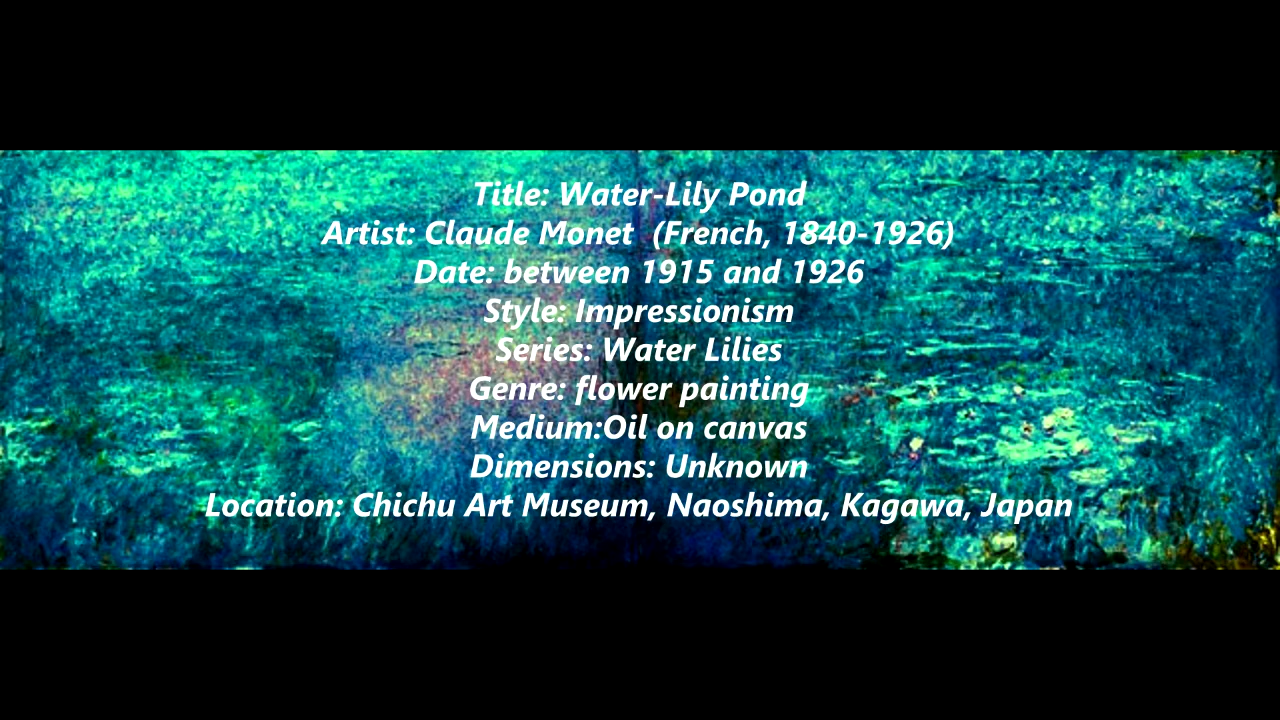 Title: Water-Lily Pond
Artist: Claude Monet  (French, 1840-1926)
Date: between 1915 and 1926
Style: Impressionism
Series: Water Lilies
Genre: flower painting
Medium:Oil on canvas
Dimensions: Unknown
Location: Chichu Art Museum, Naoshima, Kagawa, Japan